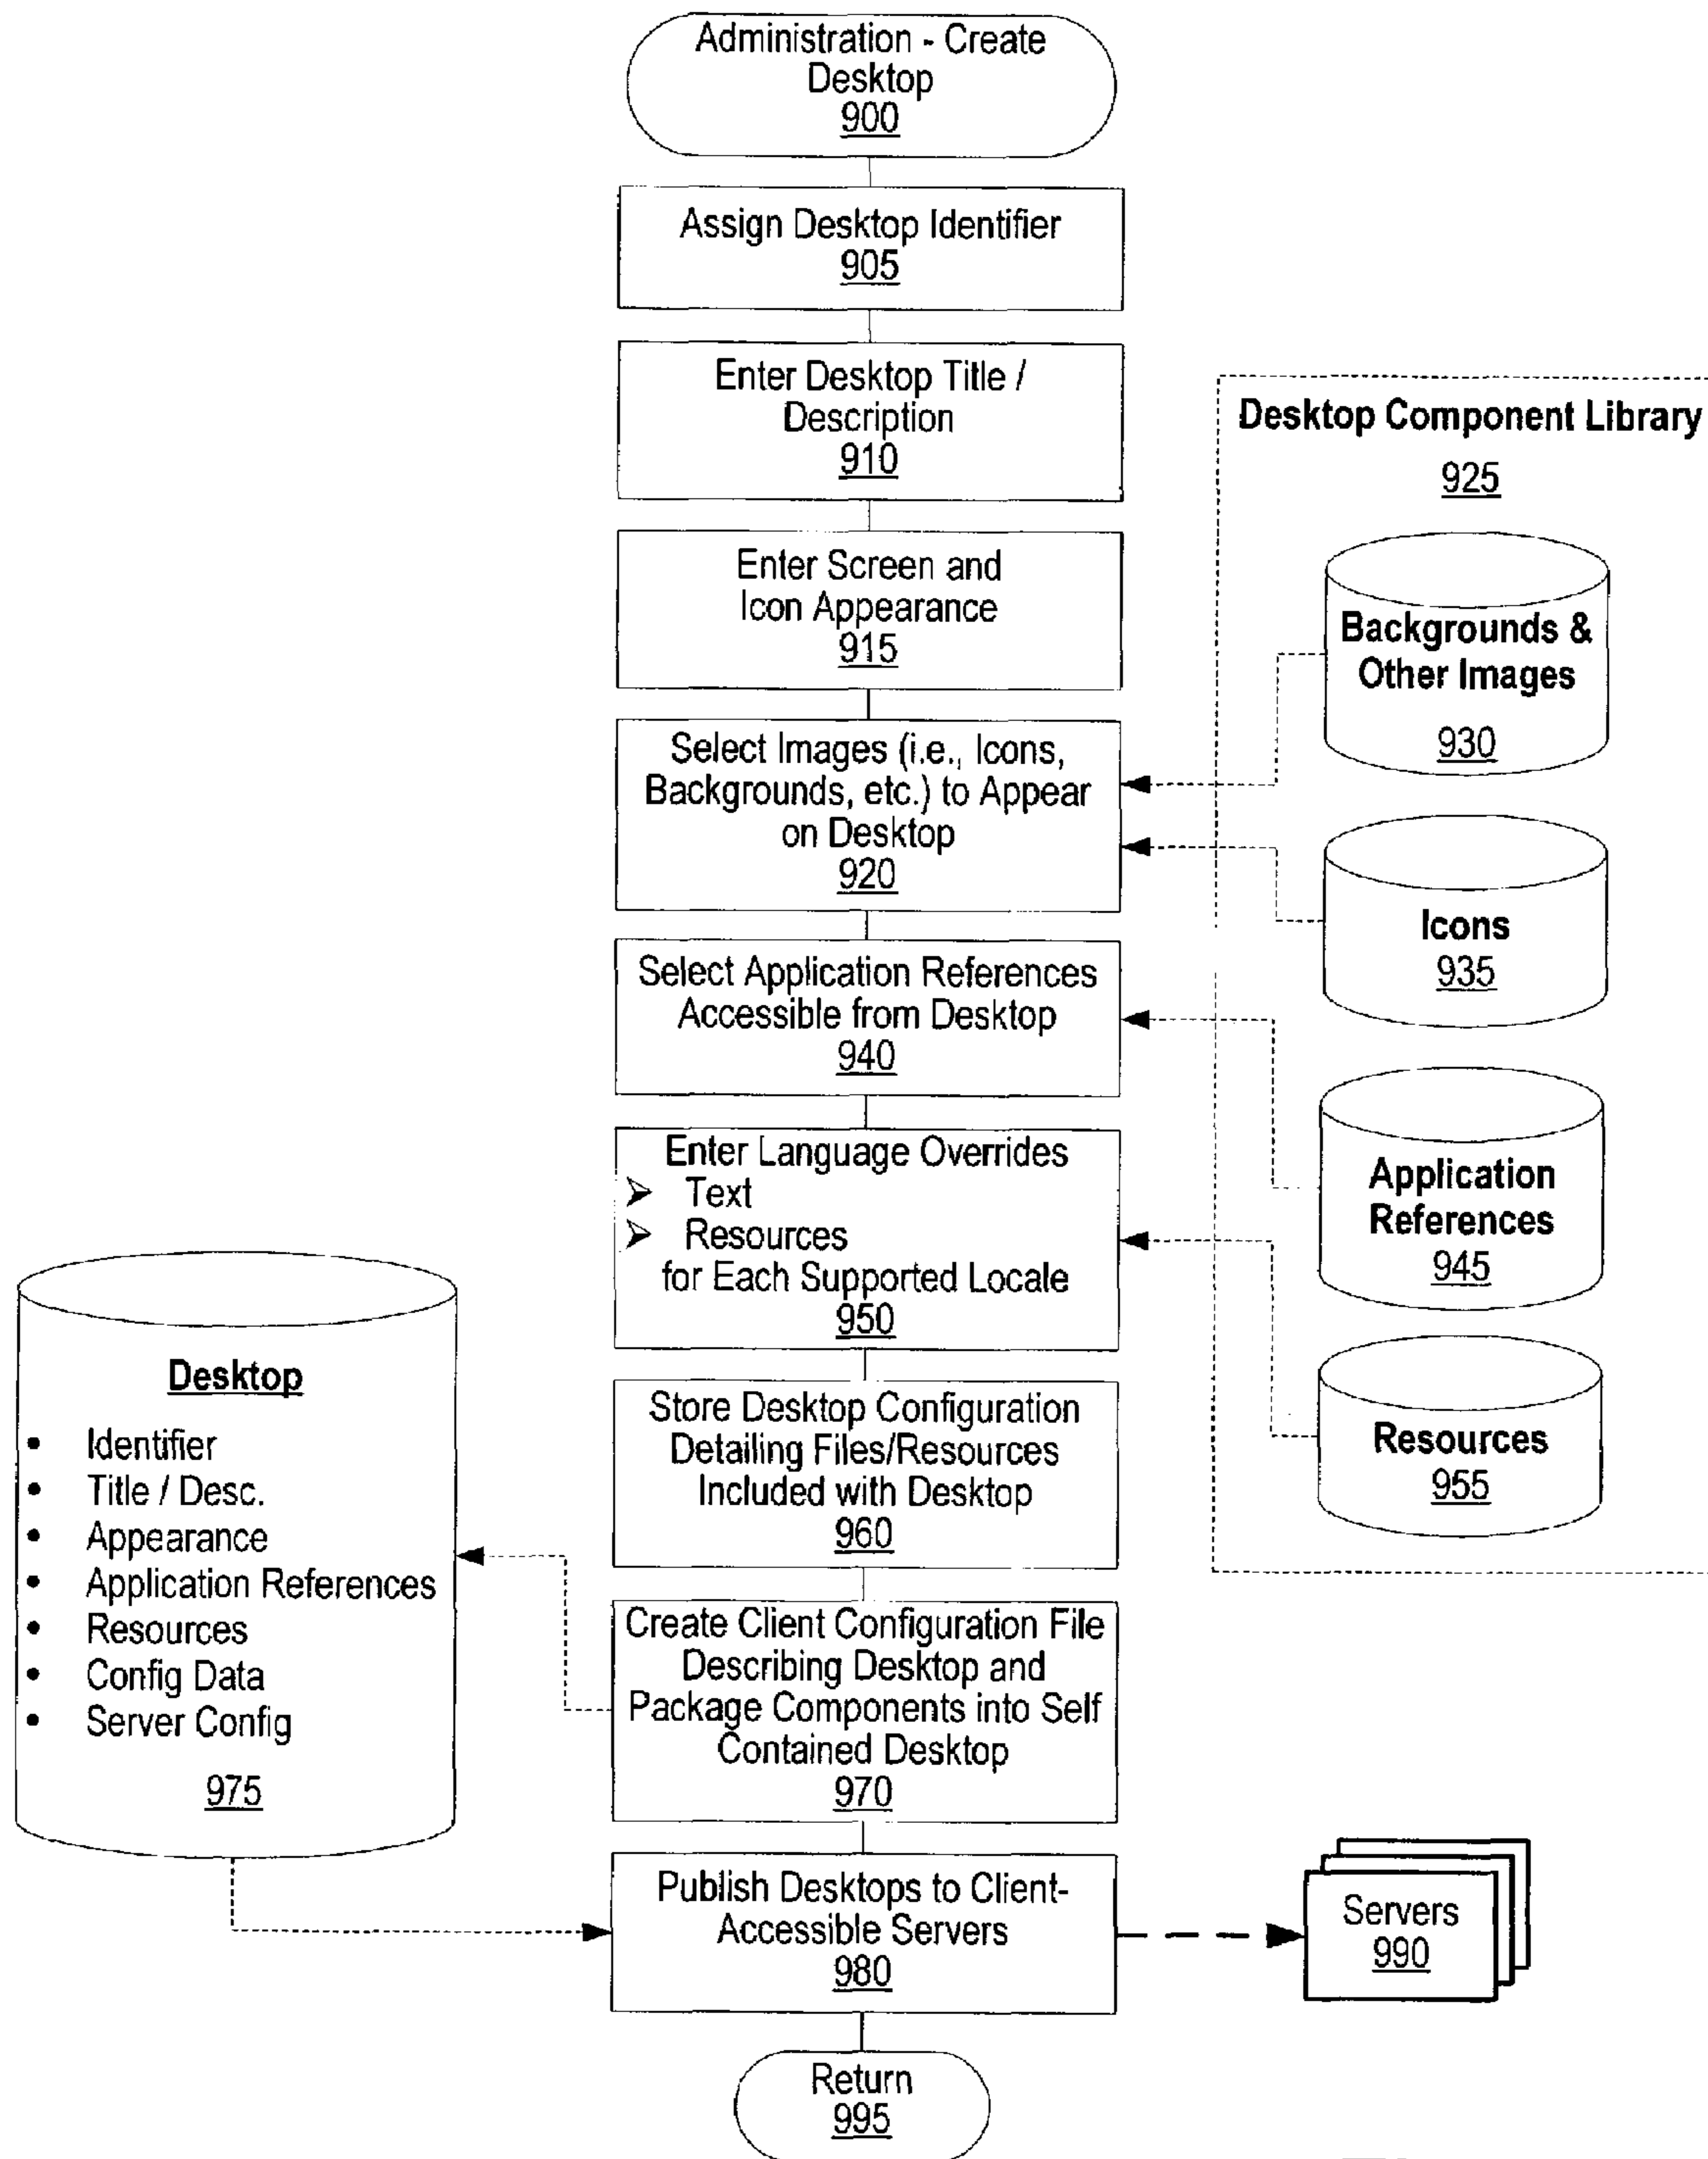 Administration - Create
Desktop
900
Assign Desktop Identifier
905
Enter Desktop Title /
Description
910
Enter Screen and
Icon Appearance
915
Select Images (i.e., Icons,
Backgrounds, etc.) to Appear
on Desktop
920
Select Application References
Accessible from Desktop
940
Enter Language Overrides
➢ Text
➢ Resources
for Each Supported Locale
950
Store Desktop Configuration
Detailing Files/Resources
Included with Desktop
960
Create Client Configuration File
Describing Desktop and
Package Components into Self
Contained Desktop
970
Publish Desktops to Client-
Accessible Servers
980
Return
995
Desktop Component Library
925
Backgrounds &
Other Images
930
Icons
935
Application
References
945
Resources
955
Desktop
• Identifier
• Title / Desc.
• Appearance
• Application References
• Resources
• Config Data
• Server Config
975
Servers
990